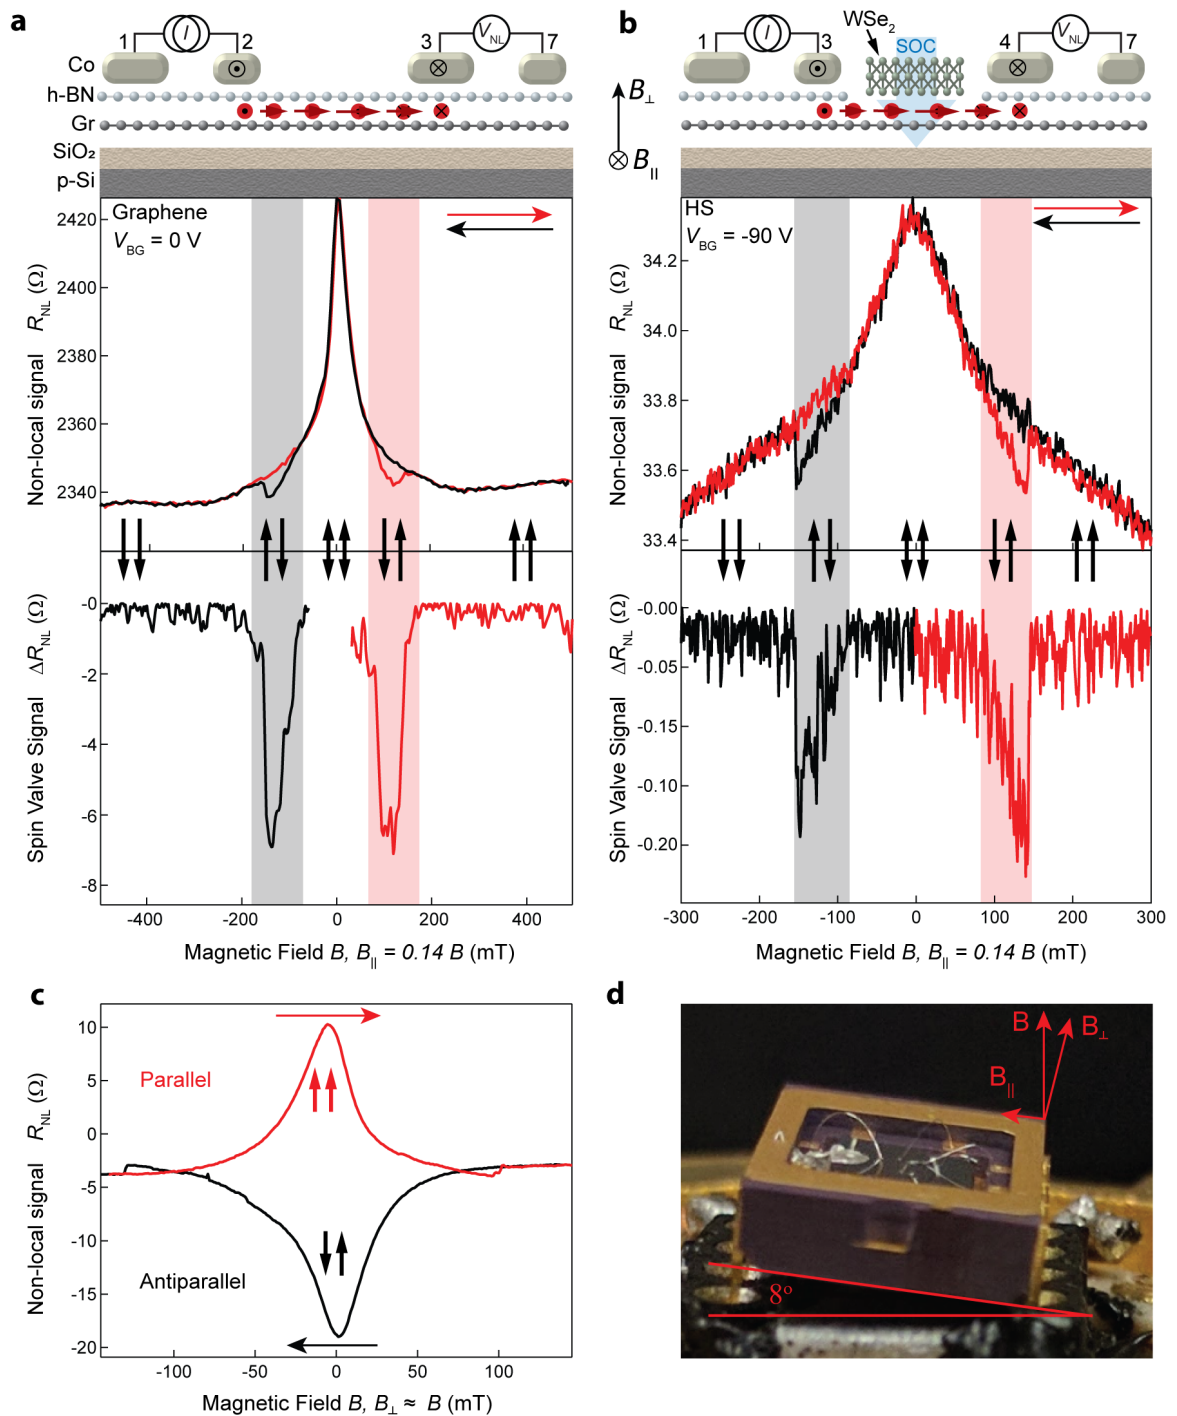 a
1
I
2
3
V_NL
7
Co
h-BN
Gr
SiO₂
p-Si
Graphene
V_BG = 0 V
Non-local signal R_NL (Ω)
2420
2400
2380
2360
2340
Spin Valve Signal ΔR_NL (Ω)
-0
-2
-4
-6
-8
-400
-200
0
200
400
Magnetic Field B, B_|| = 0.14 B (mT)
b
WSe₂
SOC
1
I
3
4
V_NL
7
B_⊥
B_||
HS
V_BG = -90 V
Non-local signal R_NL (Ω)
34.2
34.0
33.8
33.6
33.4
Spin Valve Signal ΔR_NL (Ω)
-0.00
-0.05
-0.15
-0.10
-0.20
-300
-200
-100
0
100
200
300
Magnetic Field B, B_|| = 0.14 B (mT)
c
Non-local signal R_NL (Ω)
10
5
0
-5
-10
-15
-20
Parallel
Antiparallel
-100
-50
0
50
100
Magnetic Field B, B_⊥ ≈ B (mT)
d
B
B_⊥
B_||
8°